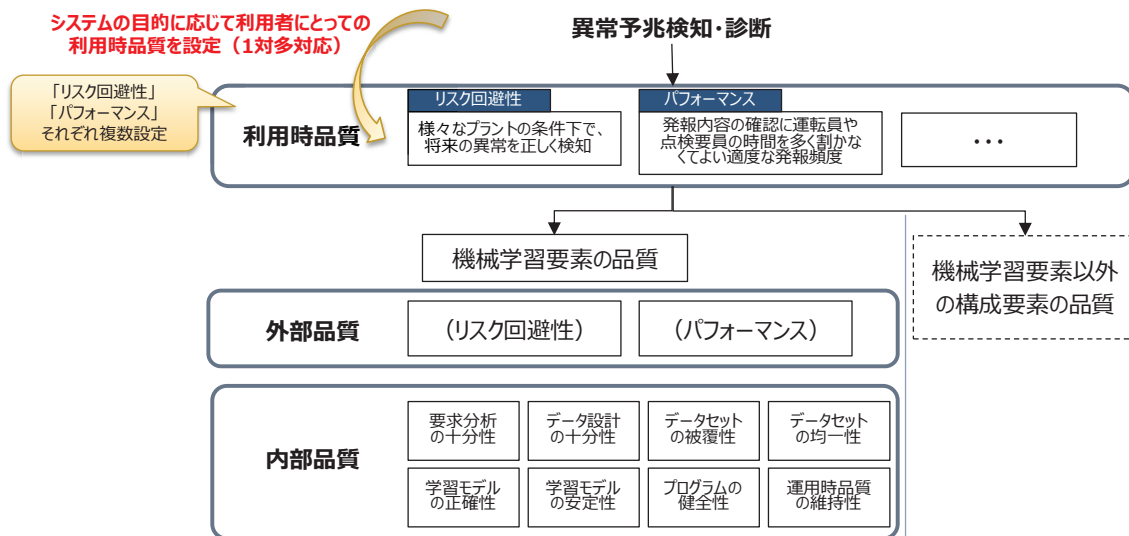 システムの目的に応じて利用者にとっての
利用時品質を設定（1対多対応）
異常予兆検知・診断
「リスク回避性」
「パフォーマンス」
それぞれ複数設定
利用時品質
リスク回避性
様々なプラントの条件下で、
将来の異常を正しく検知
パフォーマンス
発報内容の確認に運転員や
点検要員の時間を多く割かな
くてよい適度な発報頻度
・・・
機械学習要素の品質
機械学習要素以外
の構成要素の品質
外部品質
（リスク回避性）
（パフォーマンス）
内部品質
要求分析
の十分性
データ設計
の十分性
データセット
の被覆性
データセット
の均一性
学習モデル
の正確性
学習モデル
の安定性
プログラムの
健全性
運用時品質
の維持性